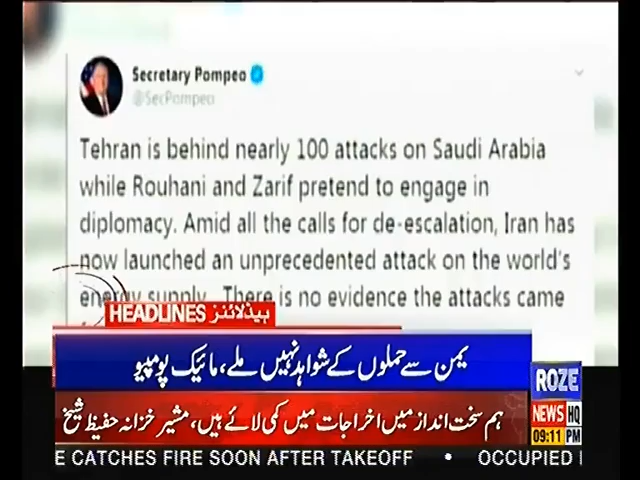 Secretary Pompeo
@SecPompeo
Tehran is behind nearly 100 attacks on Saudi Arabia
while Rouhani and Zarif pretend to engage in
diplomacy. Amid all the calls for de-escalation, Iran has
now launched an unprecedented attack on the world's
energy supply. There is no evidence the attacks came
HEADLINES ہیڈلائنز
یمن سے حملوں کے شواہد نہیں ملے، مائیک پومپیو
ہم سخت انداز میں اخراجات میں کمی لائے ہیں، مشیر خزانہ حفیظ شیخ
ROZE
NEWS HQ
09:11 PM
E CATCHES FIRE SOON AFTER TAKEOFF • OCCUPIED